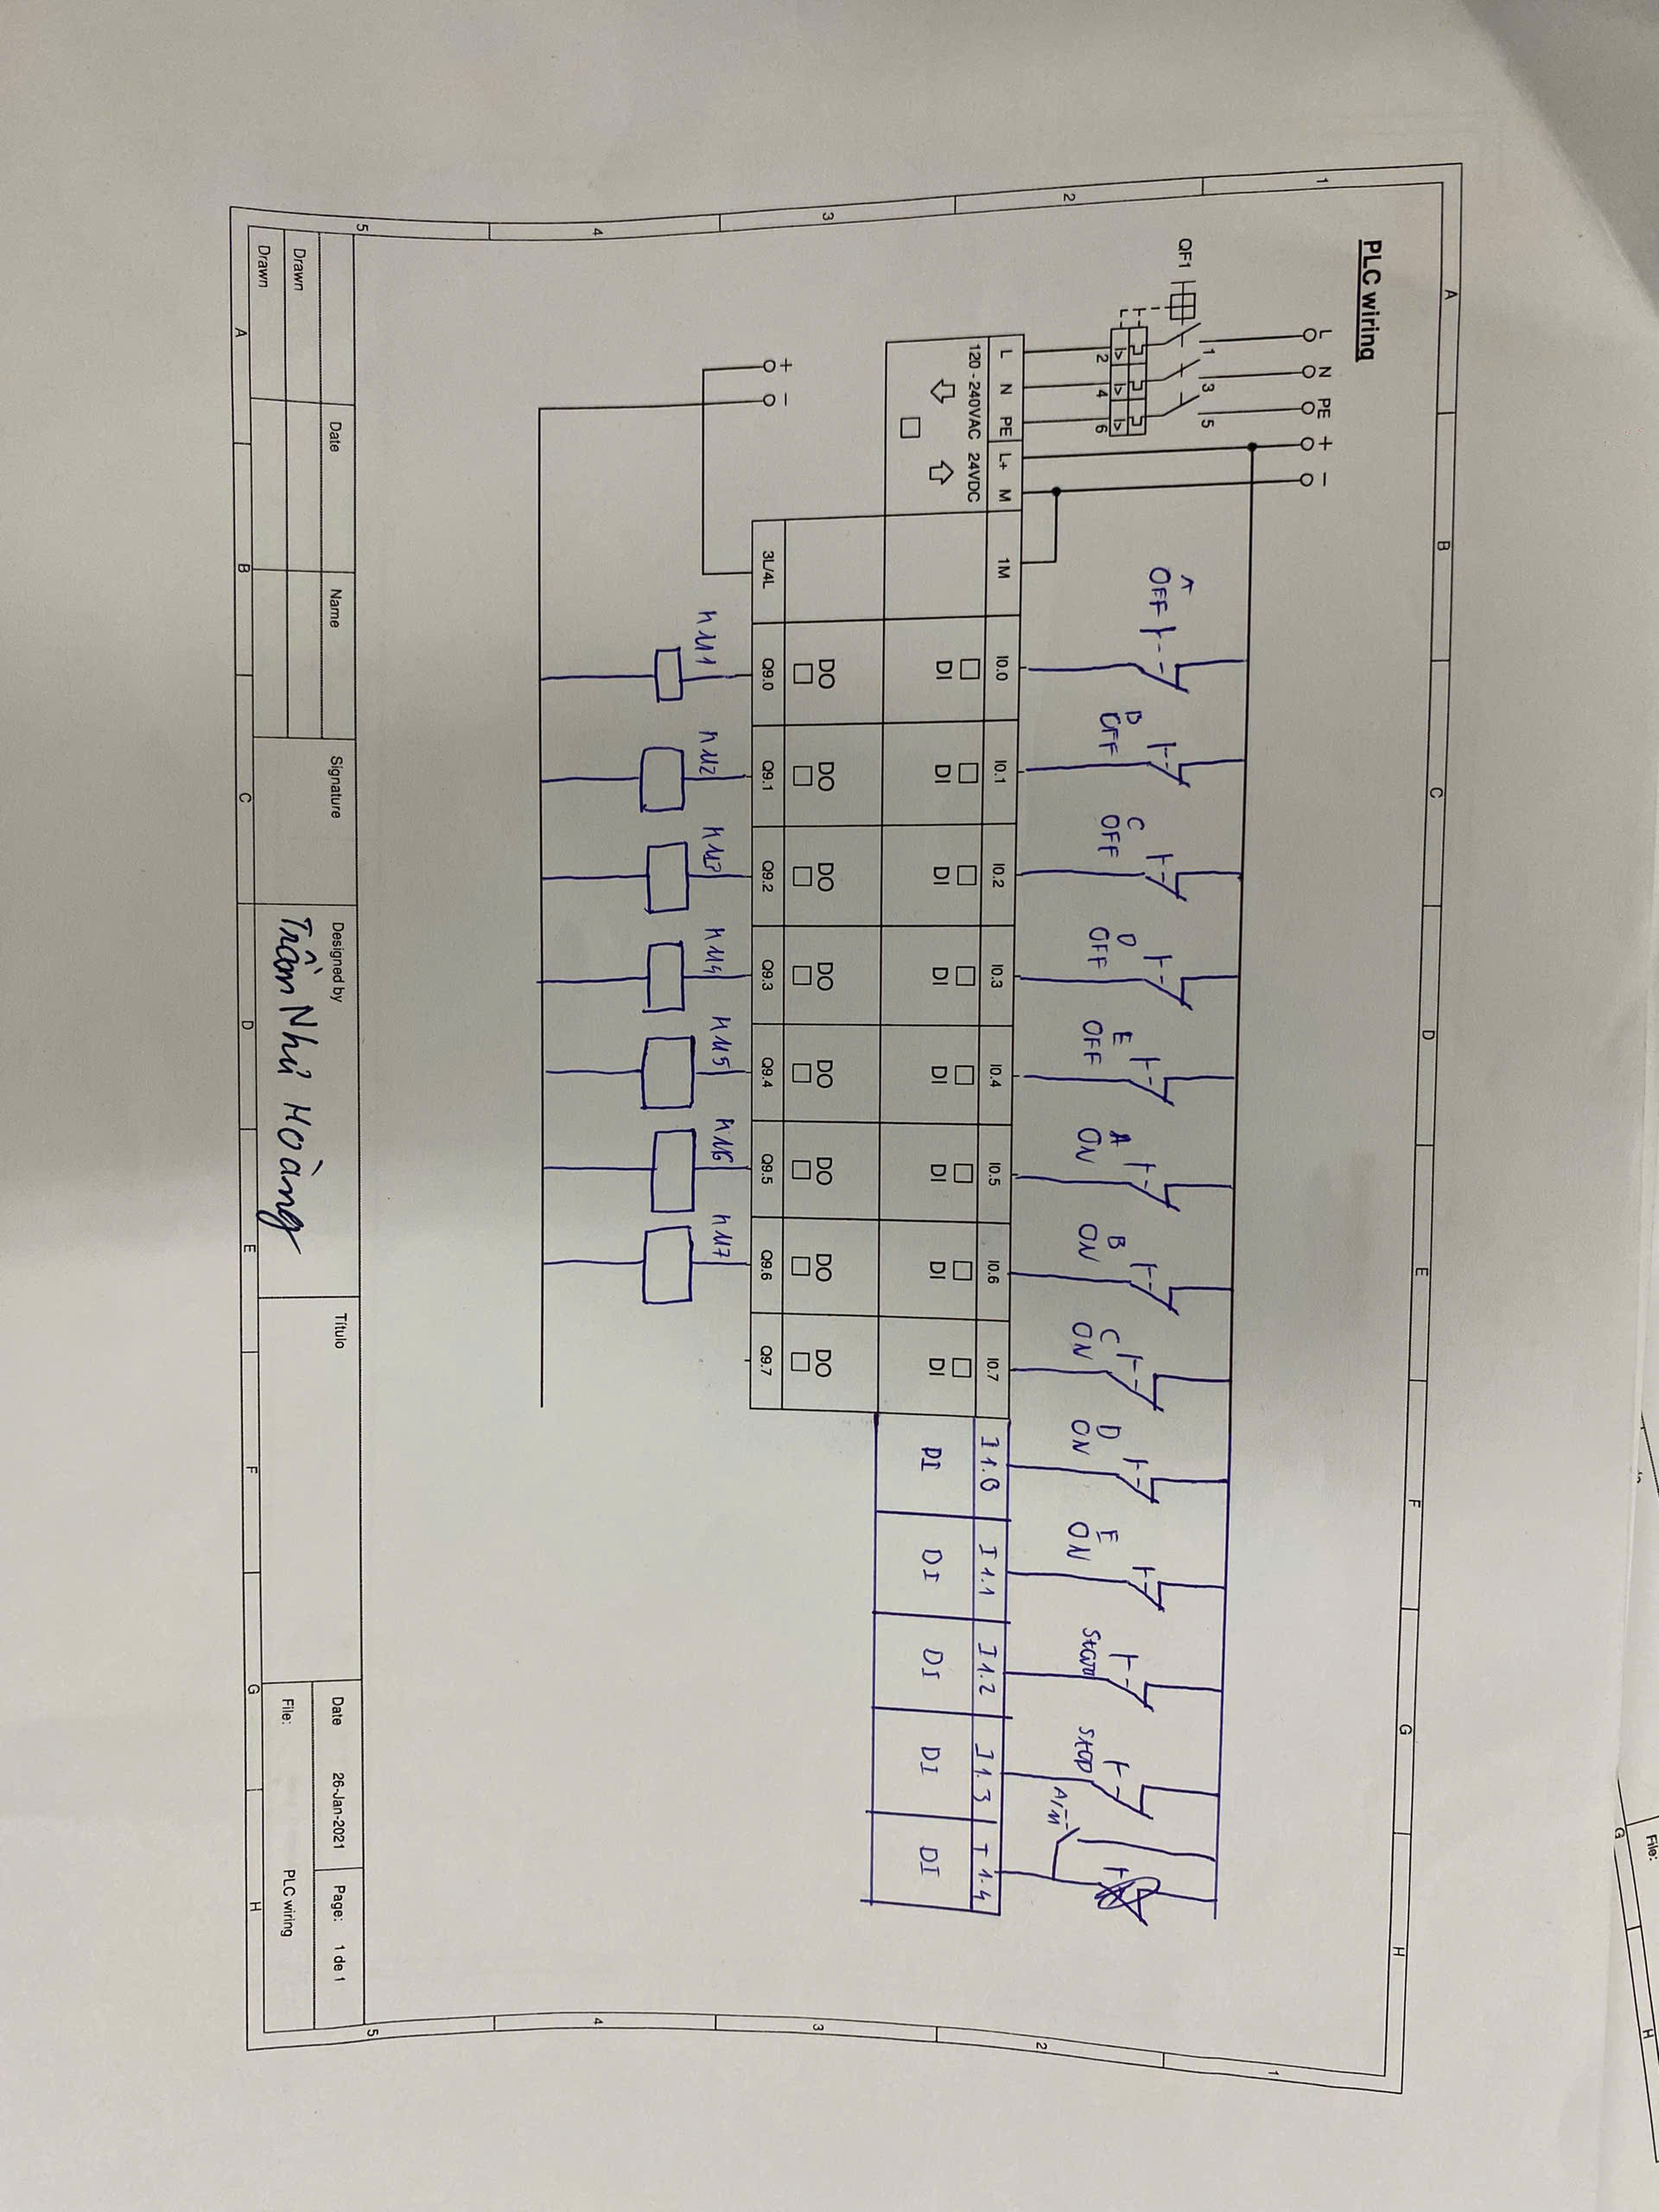 A B C D E F G H
1
2
3
4
5
PLC wiring
L N PE + −
QF1
1 3 5
2 4 6
OFF
B OFF
C OFF
D OFF
E OFF
A ON
B ON
C ON
D ON
E ON
Start
Stop
A/M
L N PE L+ M 1M I0.0 I0.1 I0.2 I0.3 I0.4 I0.5 I0.6 I0.7 I1.0 I1.1 I1.2 I1.3 I1.4
120 - 240VAC 24VDC
DI DI DI DI DI DI DI DI DI DI DI DI DI
DO DO DO DO DO DO DO DO
3L/4L Q9.0 Q9.1 Q9.2 Q9.3 Q9.4 Q9.5 Q9.6 Q9.7
+ −
KM1 KM2 KM3 KM4 KM5 KM6 KM7
1
2
3
4
5
Date Name Signature Designed by Título Date 26-Jan-2021 Page: 1 de 1
Drawn
Drawn
Trần Như Hoàng
File: PLC wiring
A B C D E F G H
File:
G H